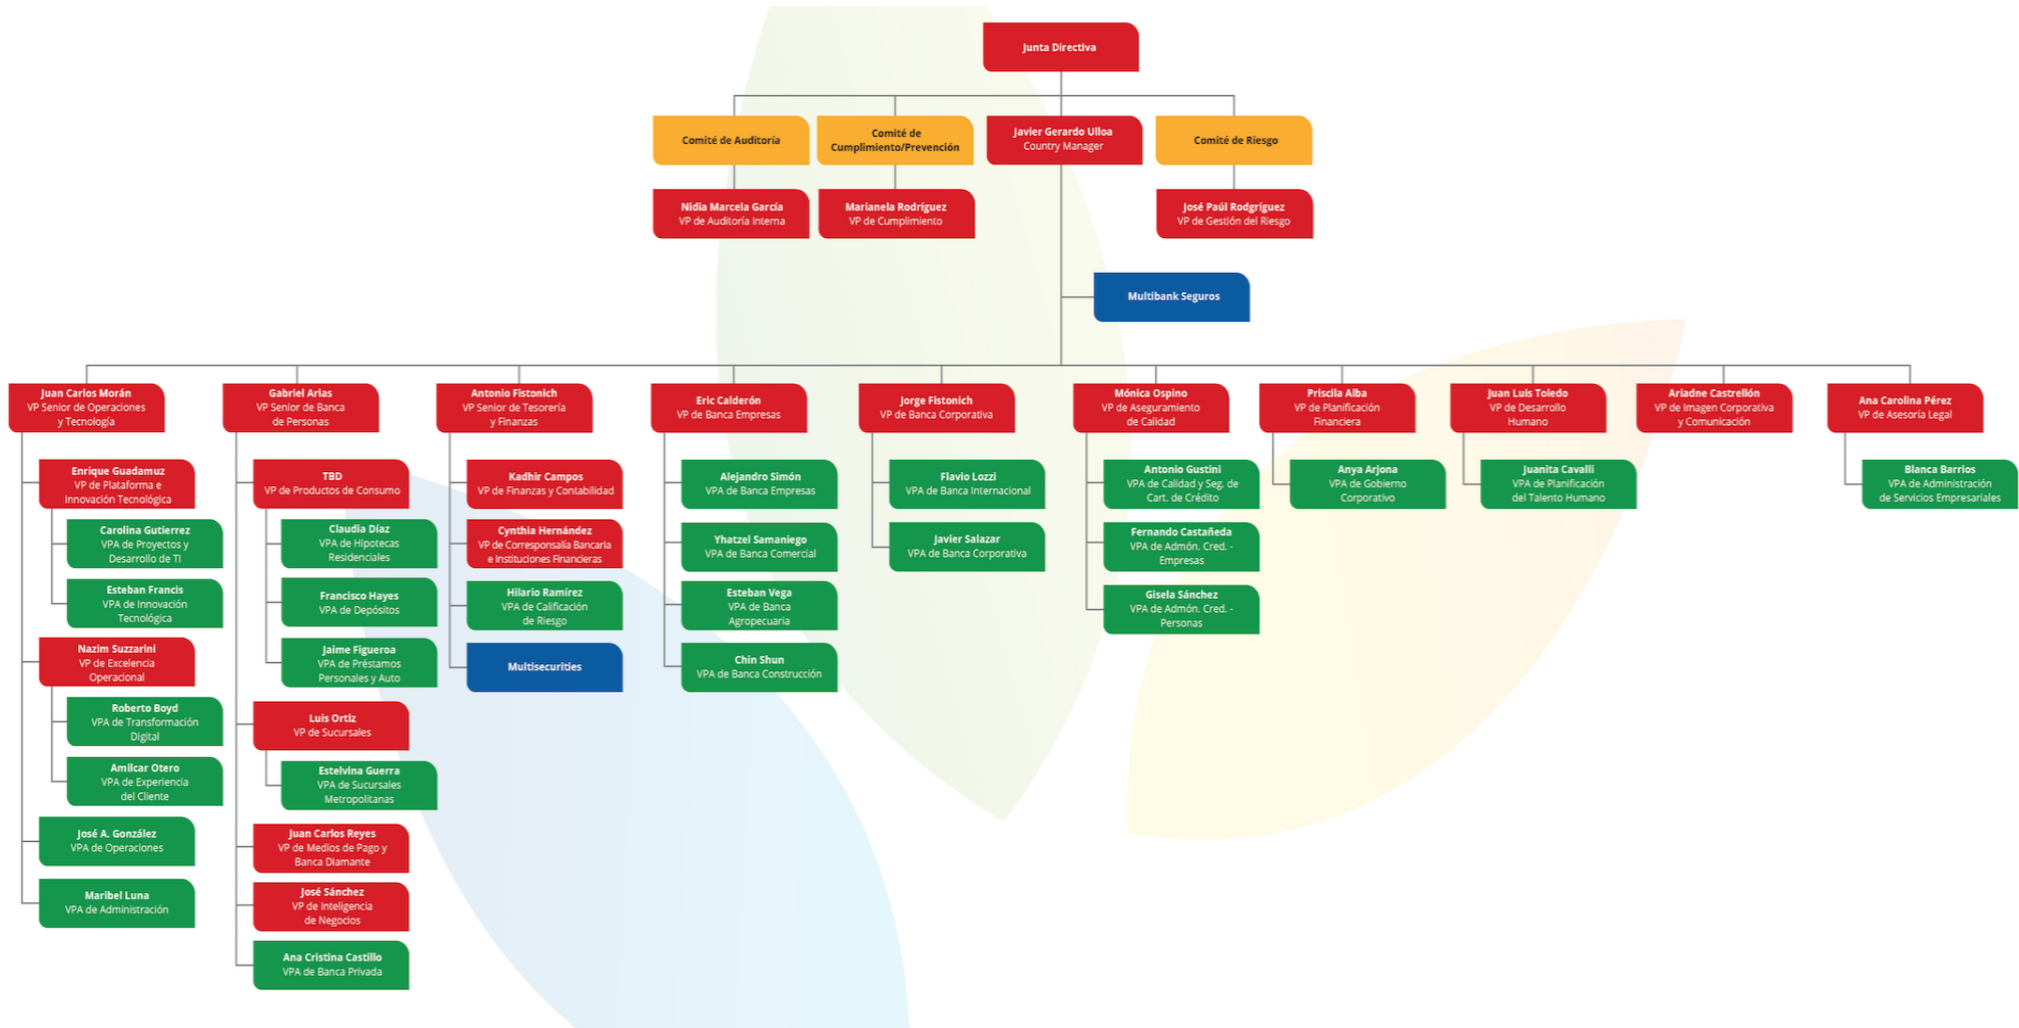 Junta Directiva
Comité de Auditoría
Comité de
Cumplimiento/Prevención
Javier Gerardo Ulloa
Country Manager
Comité de Riesgo
Nidia Marcela García
VP de Auditoría Interna
Marianela Rodríguez
VP de Cumplimiento
José Paúl Rodgríguez
VP de Gestión del Riesgo
Multibank Seguros
Juan Carlos Morán
VP Senior de Operaciones
y Tecnología
Enrique Guadamuz
VP de Plataforma e
Innovación Tecnológica
Carolina Gutierrez
VPA de Proyectos y
Desarrollo de TI
Esteban Francis
VPA de Innovación
Tecnológica
Nazim Suzzarini
VP de Excelencia
Operacional
Roberto Boyd
VPA de Transformación
Digital
Amilcar Otero
VPA de Experiencia
del Cliente
José A. González
VPA de Operaciones
Maribel Luna
VPA de Administración
Gabriel Arias
VP Senior de Banca
de Personas
TBD
VP de Productos de Consumo
Claudia Díaz
VPA de Hipotecas
Residenciales
Francisco Hayes
VPA de Depósitos
Jaime Figueroa
VPA de Préstamos
Personales y Auto
Luis Ortiz
VP de Sucursales
Estelvina Guerra
VPA de Sucursales
Metropolitanas
Juan Carlos Reyes
VP de Medios de Pago y
Banca Diamante
José Sánchez
VP de Inteligencia
de Negocios
Ana Cristina Castillo
VPA de Banca Privada
Antonio Fistonich
VP Senior de Tesorería
y Finanzas
Kadhir Campos
VP de Finanzas y Contabilidad
Cynthia Hernández
VP de Corresponsalía Bancaria
e Instituciones Financieras
Hilario Ramírez
VPA de Calificación
de Riesgo
Multisecurities
Eric Calderón
VP de Banca Empresas
Alejandro Simón
VPA de Banca Empresas
Yhatzel Samaniego
VPA de Banca Comercial
Esteban Vega
VPA de Banca
Agropecuaria
Chin Shun
VPA de Banca Construcción
Jorge Fistonich
VP de Banca Corporativa
Flavio Lozzi
VPA de Banca Internacional
Javier Salazar
VPA de Banca Corporativa
Mónica Ospino
VP de Aseguramiento
de Calidad
Antonio Gustini
VPA de Calidad y Seg. de
Cart. de Crédito
Fernando Castañeda
VPA de Admón. Cred. -
Empresas
Gisela Sánchez
VPA de Admón. Cred. -
Personas
Priscila Alba
VP de Planificación
Financiera
Anya Arjona
VPA de Gobierno
Corporativo
Juan Luis Toledo
VP de Desarrollo
Humano
Juanita Cavalli
VPA de Planificación
del Talento Humano
Ariadne Castrellón
VP de Imagen Corporativa
y Comunicación
Ana Carolina Pérez
VP de Asesoría Legal
Blanca Barrios
VPA de Administración
de Servicios Empresariales